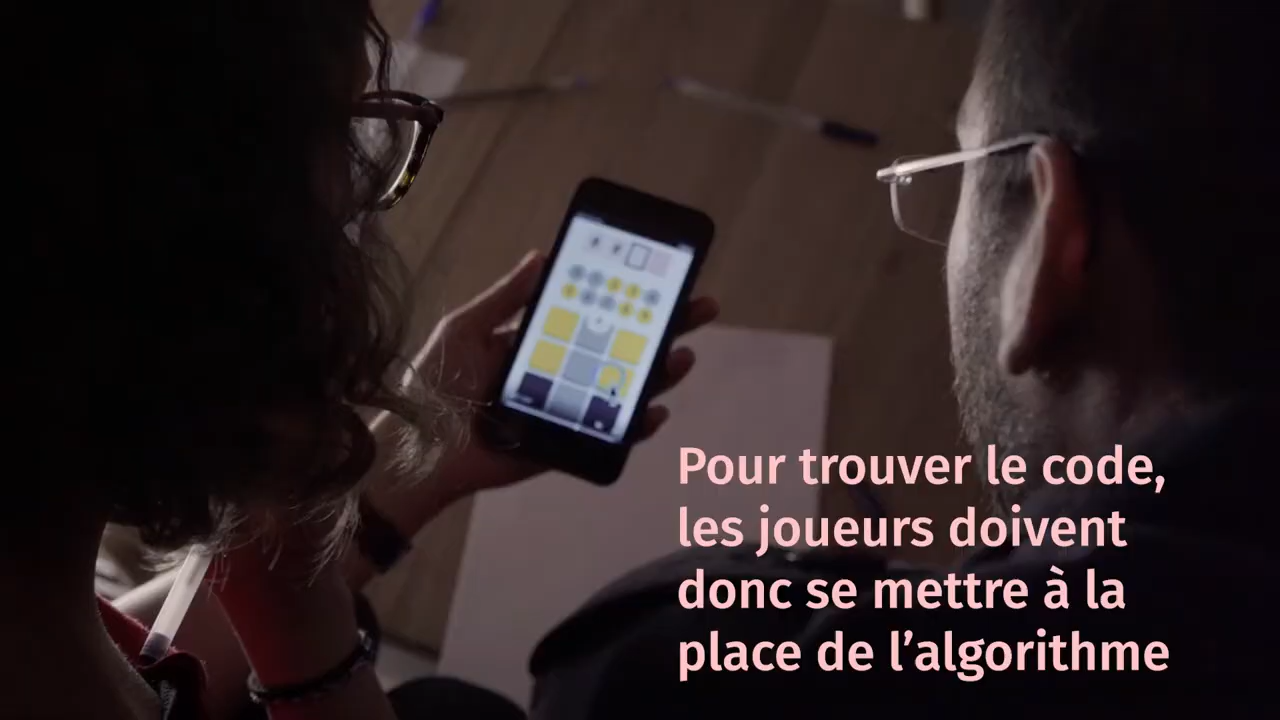 Pour trouver le code,
les joueurs doivent
donc se mettre à la
place de l’algorithme